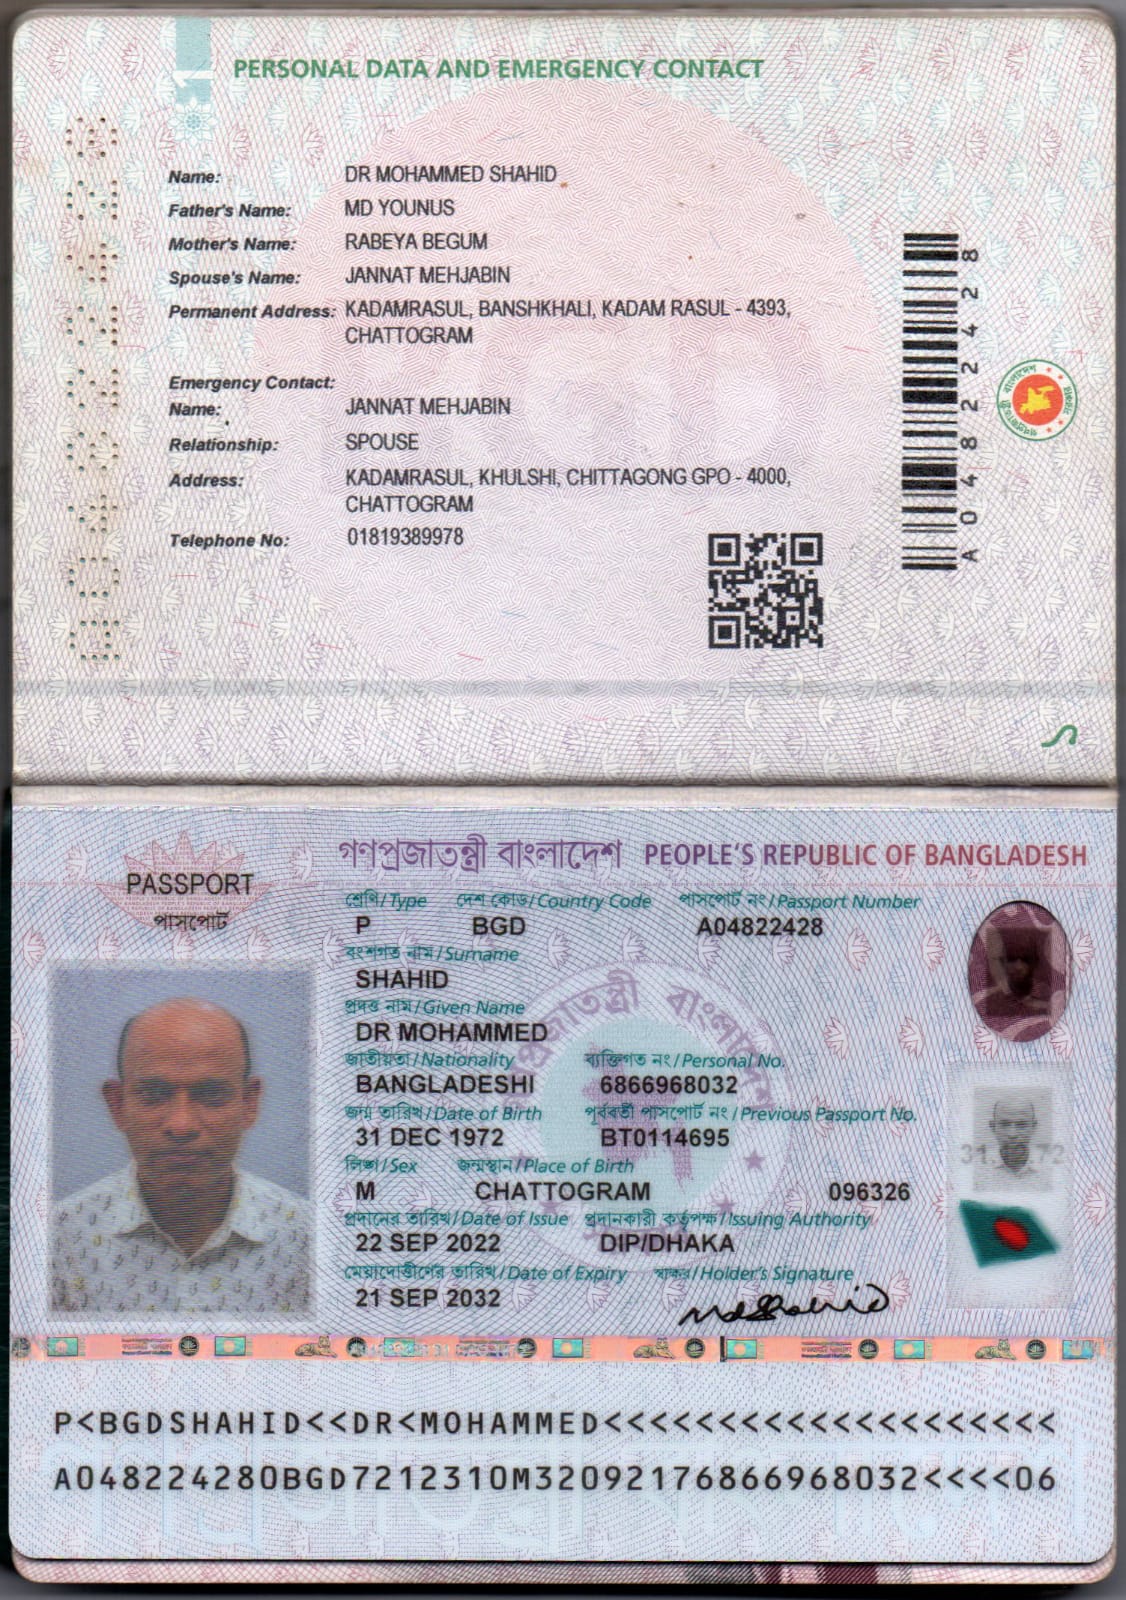 1
PERSONAL DATA AND EMERGENCY CONTACT
Name: DR MOHAMMED SHAHID
Father's Name: MD YOUNUS
Mother's Name: RABEYA BEGUM
Spouse's Name: JANNAT MEHJABIN
Permanent Address: KADAMRASUL, BANSHKHALI, KADAM RASUL - 4393,
CHATTOGRAM
Emergency Contact:
Name: JANNAT MEHJABIN
Relationship: SPOUSE
Address: KADAMRASUL, KHULSHI, CHITTAGONG GPO - 4000,
CHATTOGRAM
Telephone No: 01819389978
A04822428
A04822428
১
গণপ্রজাতন্ত্রী বাংলাদেশ PEOPLE'S REPUBLIC OF BANGLADESH
PASSPORT
পাসপোর্ট
শ্রেণি/Type দেশ কোড/Country Code পাসপোর্ট নং/Passport Number
P BGD A04822428
বংশগত নাম/Surname
SHAHID
প্রদত্ত নাম/Given Name
DR MOHAMMED
জাতীয়তা/Nationality ব্যক্তিগত নং/Personal No.
BANGLADESHI 6866968032
জন্ম তারিখ/Date of Birth পূর্ববর্তী পাসপোর্ট নং/Previous Passport No.
31 DEC 1972 BT0114695
লিঙ্গ/Sex জন্মস্থান/Place of Birth
M CHATTOGRAM 096326
প্রদানের তারিখ/Date of Issue প্রদানকারী কর্তৃপক্ষ/Issuing Authority
22 SEP 2022 DIP/DHAKA
মেয়াদোত্তীর্ণের তারিখ/Date of Expiry স্বাক্ষর/Holder's Signature
21 SEP 2032 Md Shahid
P<BGDSHAHID<<DR<MOHAMMED<<<<<<<<<<<<<<<<<<<<
A048224280BGD7212310M3209217686696803​2<<<<06